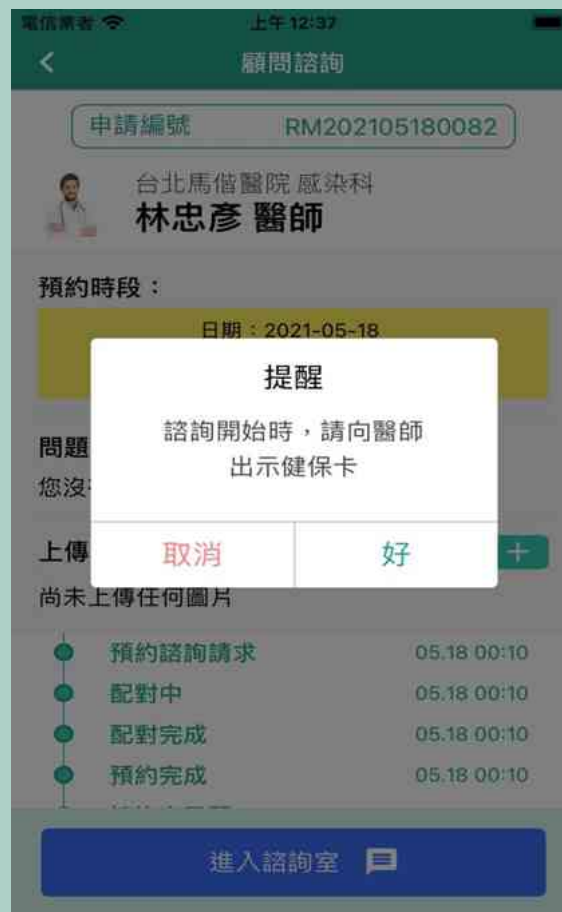 電信業者
上午12:37
顧問諮詢
申請編號 RM202105180082
台北馬偕醫院 感染科
林忠彥 醫師
預約時段：
日期：2021-05-18
提醒
諮詢開始時，請向醫師
出示健保卡
取消 好
問題
您沒
上傳
尚未上傳任何圖片
預約諮詢請求 05.18 00:10
配對中 05.18 00:10
配對完成 05.18 00:10
預約完成 05.18 00:10
進入諮詢室